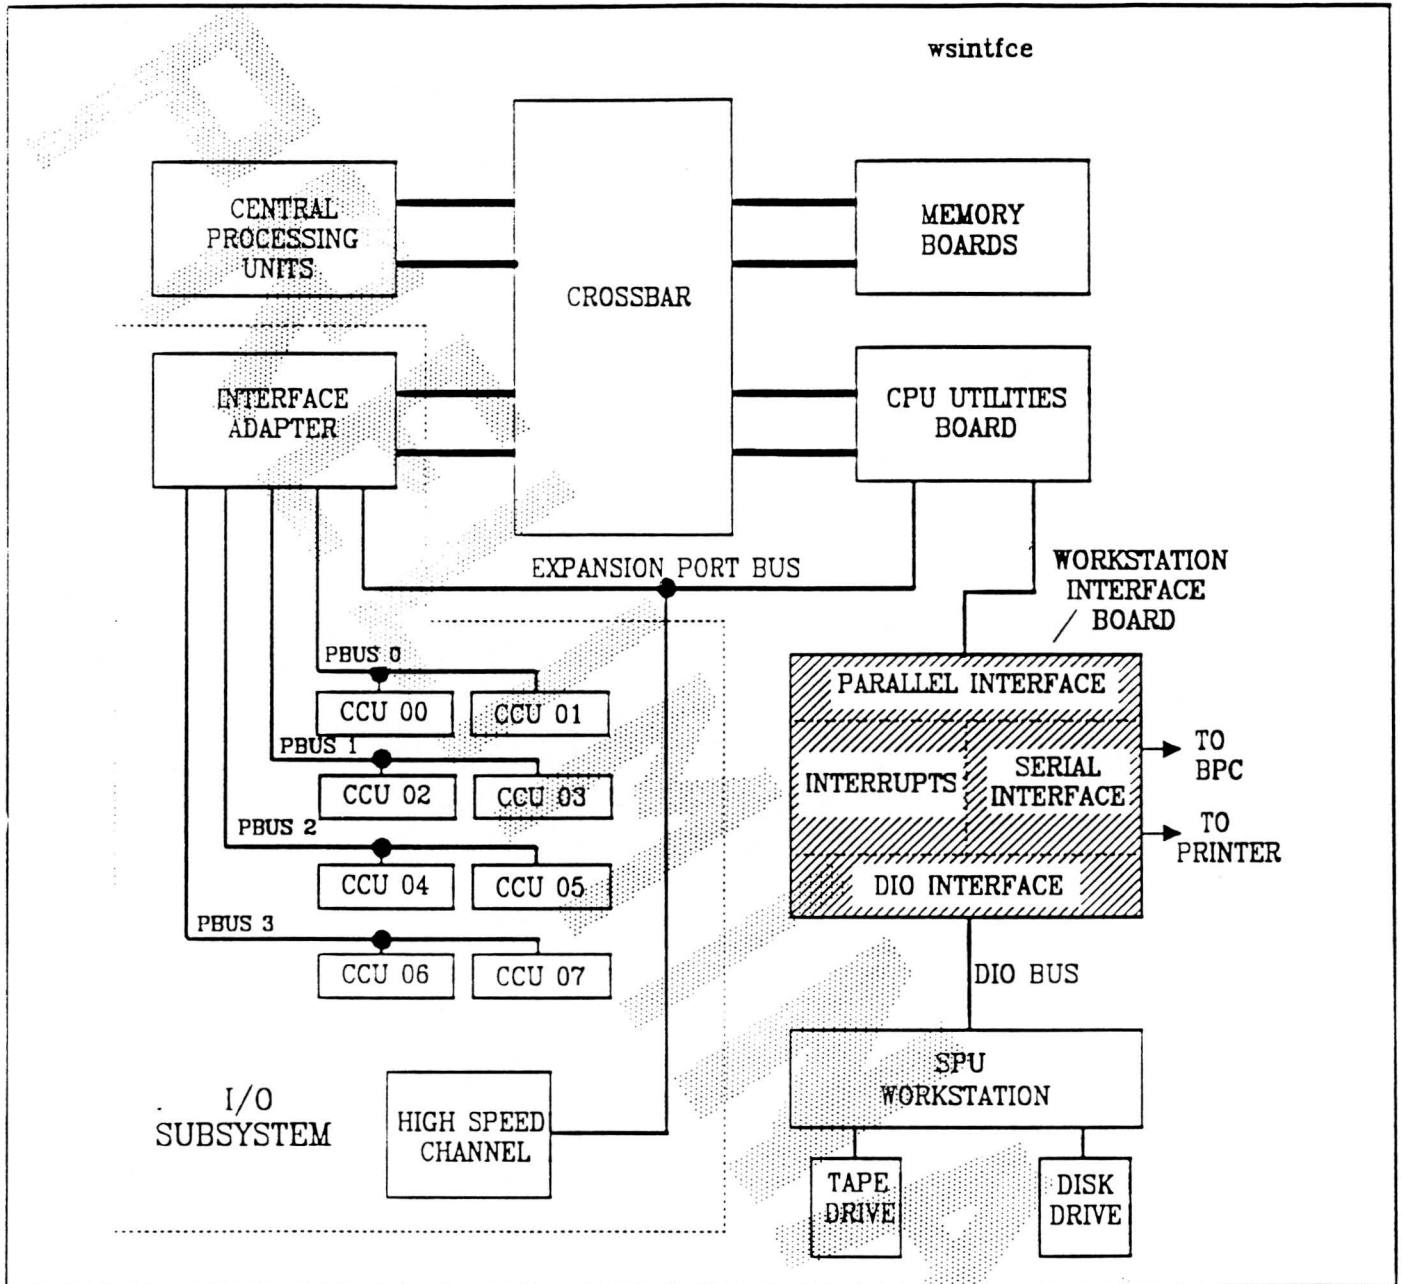 wsintfce
CENTRAL
PROCESSING
UNITS
CROSSBAR
MEMORY
BOARDS
INTERFACE
ADAPTER
CPU UTILITIES
BOARD
EXPANSION PORT BUS
WORKSTATION
INTERFACE
BOARD
PBUS 0
CCU 00
CCU 01
PBUS 1
CCU 02
CCU 03
PBUS 2
CCU 04
CCU 05
PBUS 3
CCU 06
CCU 07
PARALLEL INTERFACE
INTERRUPTS
SERIAL
INTERFACE
TO
BPC
TO
PRINTER
DIO INTERFACE
DIO BUS
SPU
WORKSTATION
I/O
SUBSYSTEM
HIGH SPEED
CHANNEL
TAPE
DRIVE
DISK
DRIVE